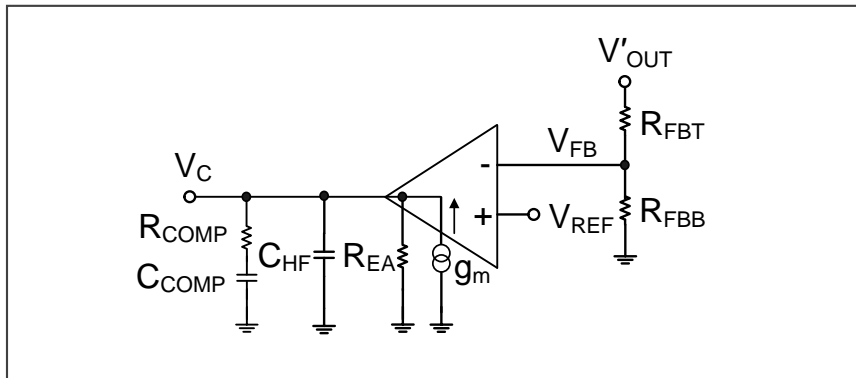 V'OUT
RFBT
VFB
-
VC
+
VREF
RFBB
RCOMP
CHF
REA
gm
CCOMP